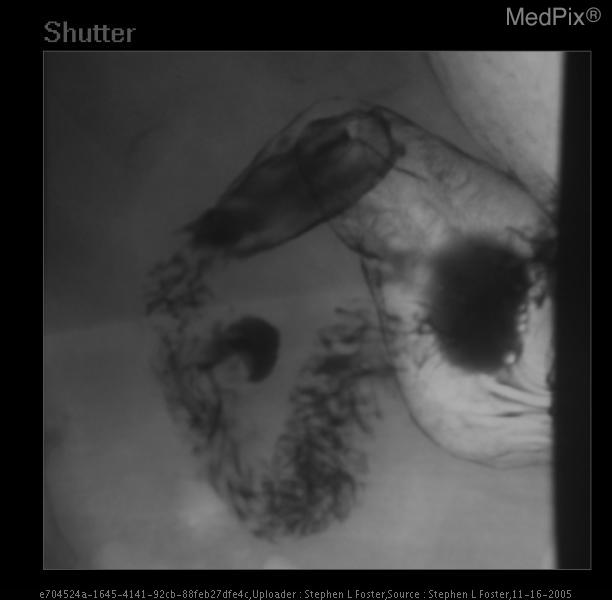 MedPix®
Shutter
e704524a-1645-4141-92cb-88feb27dfe4c,Uploader : Stephen L Foster,Source : Stephen L Foster,11-16-2005